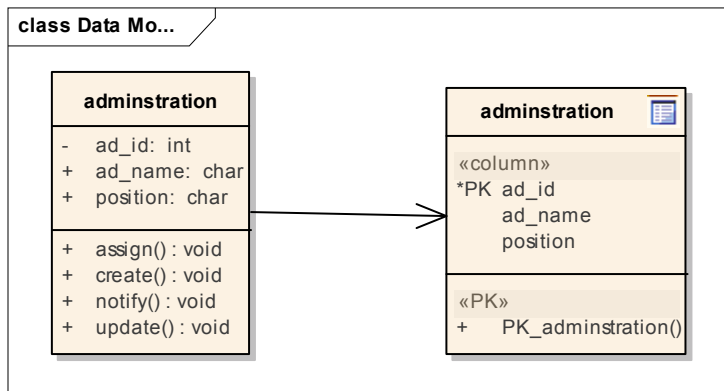 class Data Mo...
adminstration
- ad_id: int
+ ad_name: char
+ position: char
+ assign() : void
+ create() : void
+ notify() : void
+ update() : void
adminstration
«column»
*PK ad_id
ad_name
position
«PK»
+ PK_adminstration()